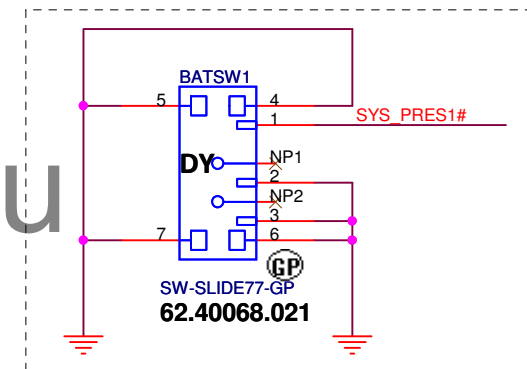 BATSW1
5
4
1
SYS_PRES1#
DY
NP1
2
NP2
3
7
6
GP
SW-SLIDE77-GP
62.40068.021
u